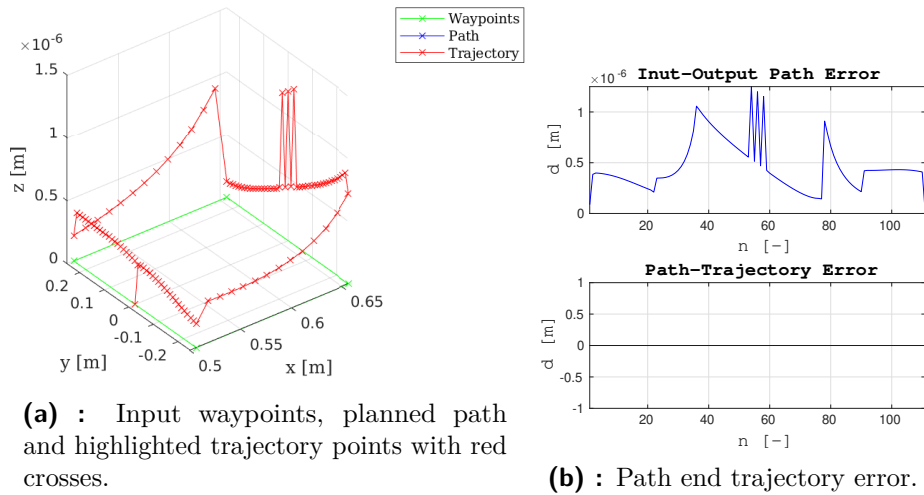 Waypoints
Path
Trajectory
×10⁻⁶
1.5
1
0.5
0
z [m]
0.2
0.1
0
-0.1
-0.2
y [m]
0.5
0.55
0.6
0.65
x [m]
(a) : Input waypoints, planned path
and highlighted trajectory points with red
crosses.
×10⁻⁶
Inut-Output Path Error
1
0.5
0
d [m]
20 40 60 80 100
n [-]
Path-Trajectory Error
1
0.5
0
-0.5
-1
d [m]
20 40 60 80 100
n [-]
(b) : Path end trajectory error.